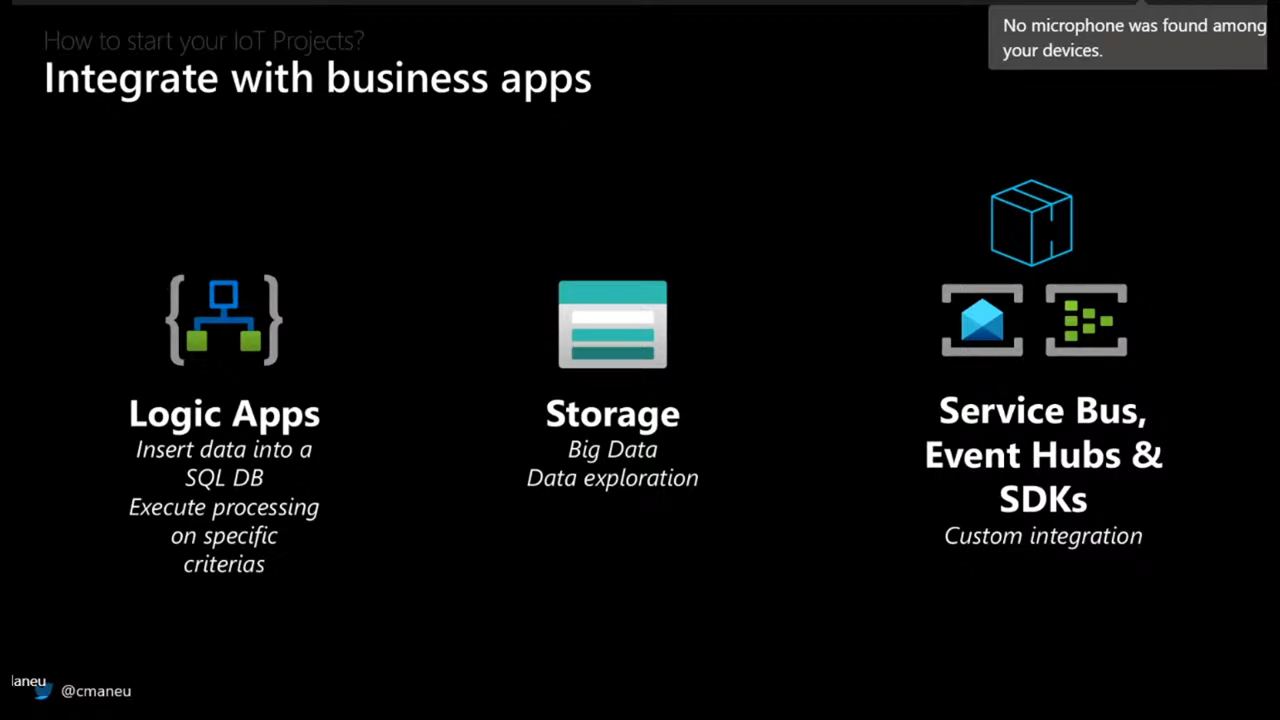 How to start your IoT Projects?
Integrate with business apps
No microphone was found among
your devices.
Logic Apps
Insert data into a
SQL DB
Execute processing
on specific
criterias
Storage
Big Data
Data exploration
Service Bus,
Event Hubs &
SDKs
Custom integration
laneu
@cmaneu